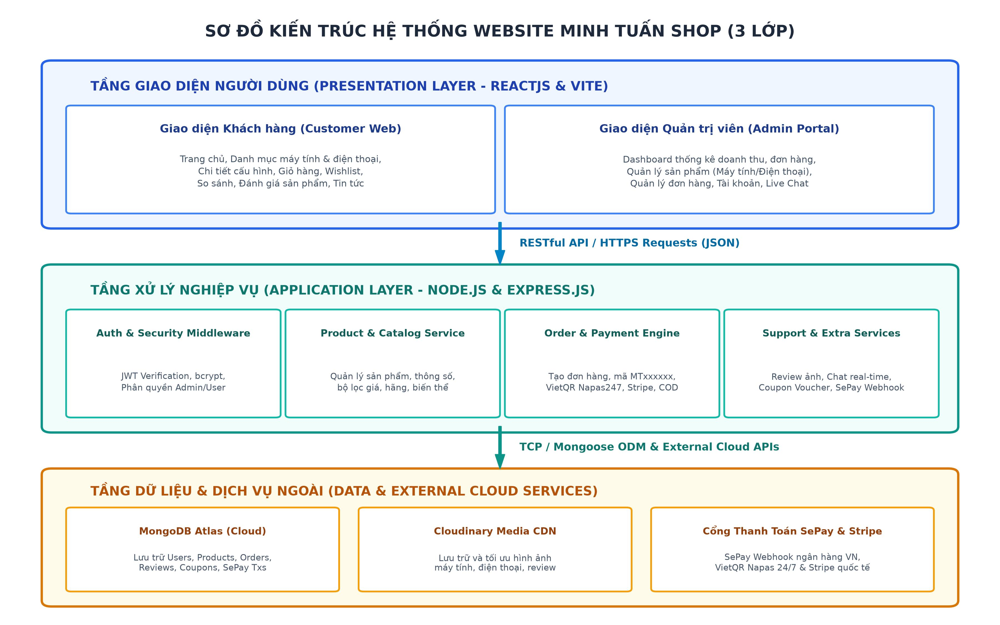 SƠ ĐỒ KIẾN TRÚC HỆ THỐNG WEBSITE MINH TUẤN SHOP (3 LỚP)
TẦNG GIAO DIỆN NGƯỜI DÙNG (PRESENTATION LAYER - REACTJS & VITE)
Giao diện Khách hàng (Customer Web)
Trang chủ, Danh mục máy tính & điện thoại,
Chi tiết cấu hình, Giỏ hàng, Wishlist,
So sánh, Đánh giá sản phẩm, Tin tức
Giao diện Quản trị viên (Admin Portal)
Dashboard thống kê doanh thu, đơn hàng,
Quản lý sản phẩm (Máy tính/Điện thoại),
Quản lý đơn hàng, Tài khoản, Live Chat
RESTful API / HTTPS Requests (JSON)
TẦNG XỬ LÝ NGHIỆP VỤ (APPLICATION LAYER - NODE.JS & EXPRESS.JS)
Auth & Security Middleware
JWT Verification, bcrypt,
Phân quyền Admin/User
Product & Catalog Service
Quản lý sản phẩm, thông số,
bộ lọc giá, hãng, biến thể
Order & Payment Engine
Tạo đơn hàng, mã MTxxxxxx,
VietQR Napas247, Stripe, COD
Support & Extra Services
Review ảnh, Chat real-time,
Coupon Voucher, SePay Webhook
TCP / Mongoose ODM & External Cloud APIs
TẦNG DỮ LIỆU & DỊCH VỤ NGOÀI (DATA & EXTERNAL CLOUD SERVICES)
MongoDB Atlas (Cloud)
Lưu trữ Users, Products, Orders,
Reviews, Coupons, SePay Txs
Cloudinary Media CDN
Lưu trữ và tối ưu hình ảnh
máy tính, điện thoại, review
Cổng Thanh Toán SePay & Stripe
SePay Webhook ngân hàng VN,
VietQR Napas 24/7 & Stripe quốc tế